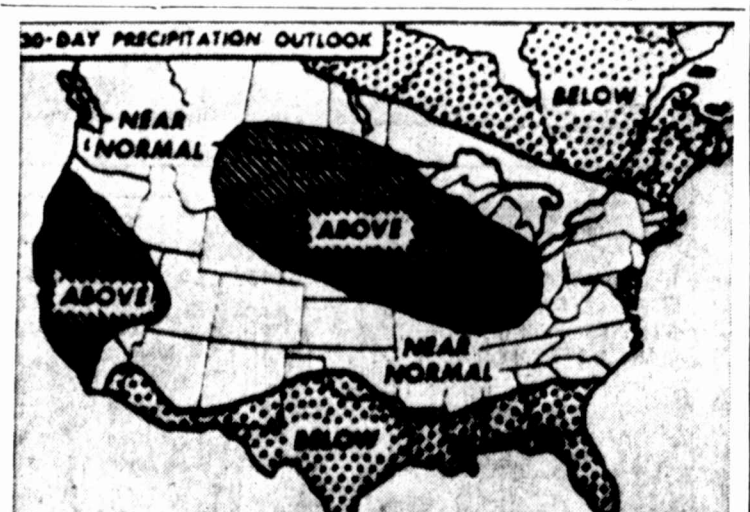 30-DAY PRECIPITATION OUTLOOK
BELOW
NEAR
NORMAL
ABOVE
ABOVE
NEAR
NORMAL
BELOW